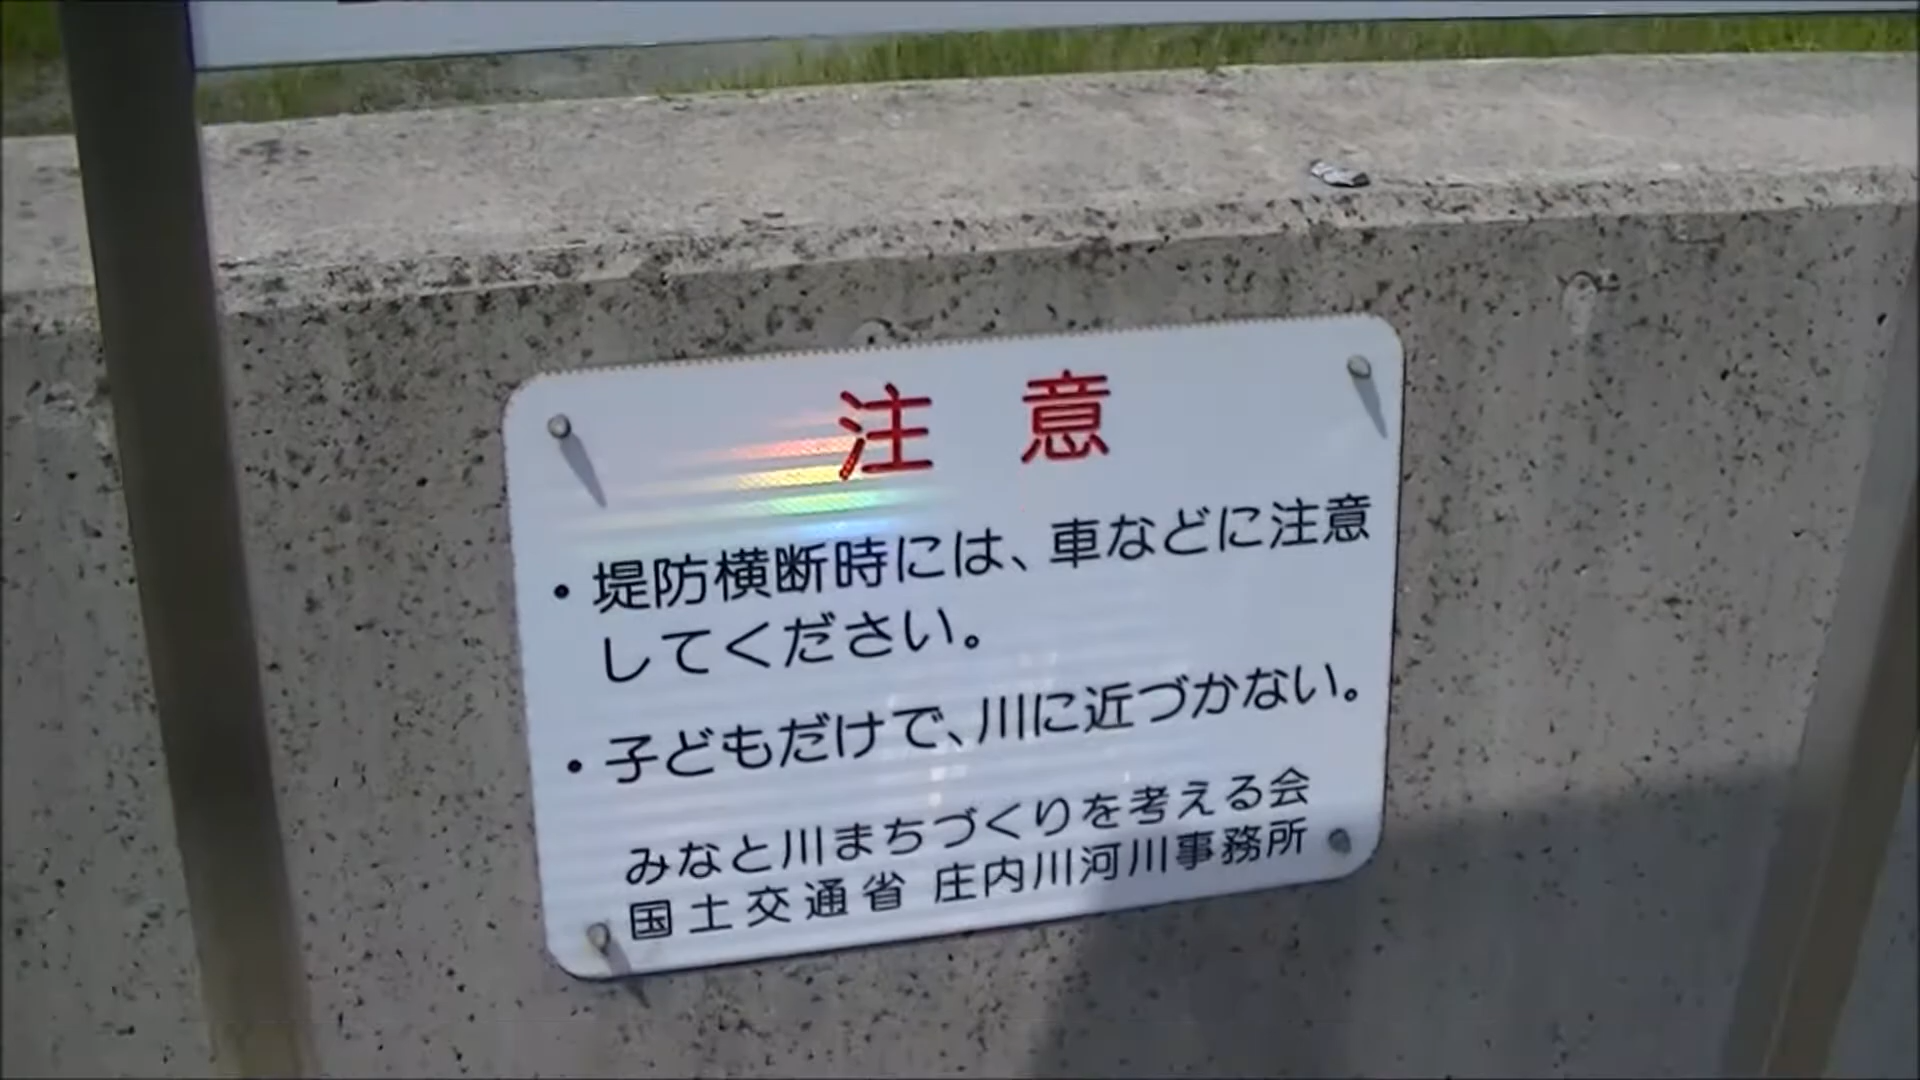 注 意
・堤防横断時には、車などに注意
してください。
・子どもだけで、川に近づかない。
みなと川まちづくりを考える会
国土交通省 庄内川河川事務所